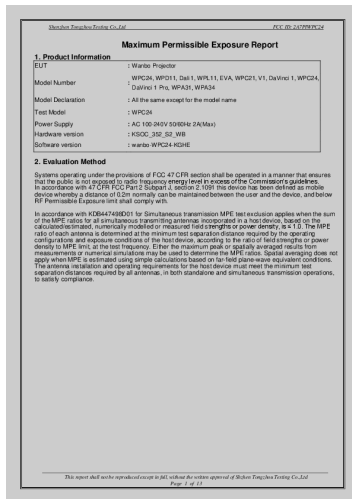 Shenzhen Tongzhou Testing Co.,Ltd FCC ID: 2A7PJWPC24
Maximum Permissible Exposure Report
1. Product Information
EUT : Wanbo Projector
Model Number : WPC24, WPD11, Dali1, WPL11, EVA, WPC21, V1, DaVinci 1, WPC24,
DaVinci 1 Pro, WPA31, WPA34
Model Declaration : All the same except for the model name
Test Model : WPC24
Power Supply : AC 100-240V 50/60Hz 2A(Max)
Hardware version : KSOC_352_S2_WB
Software version : wanbo-WPC24-KGHE
2. Evaluation Method
Systems operating under the provisions of FCC 47 CFR section shall be operated in a manner that ensures
that the public is not exposed to radio frequency energy level in excess of the Commission's guidelines.
In accordance with 47 CFR FCC Part 2 Subpart J, section 2.1091 this device has been defined as mobile
device whereby a distance of 0.2m normally can be maintained between the user and the device, and below
RF Permissible Exposure limit shall comply with.
In accordance with KDB447498D01 for Simultaneous transmission MPE test exclusion applies when the sum
of the MPE ratios for all simultaneous transmitting antennas incorporated in a host device, based on the
calculated/estimated, numerically modelled or measured field strengths or power density, is ≤ 1.0. The MPE
ratio of each antenna is determined at the minimum test separation distance required by the operating
configurations and exposure conditions of the host device, according to the ratio of field strengths or power
density to MPE limit, at the test frequency. Either the maximum peak or spatially averaged results from
measurements or numerical simulations may be used to determine the MPE ratios. Spatial averaging does not
apply when MPE is estimated using simple calculations based on far-field plane-wave equivalent conditions.
The antenna installation and operating requirements for the host device must meet the minimum test
separation distances required by all antennas, in both standalone and simultaneous transmission operations,
to satisfy compliance.
This report shall not be reproduced except in full, without the written approval of Shzhen Tongzhou Testing Co.,Ltd
Page 1 of 13